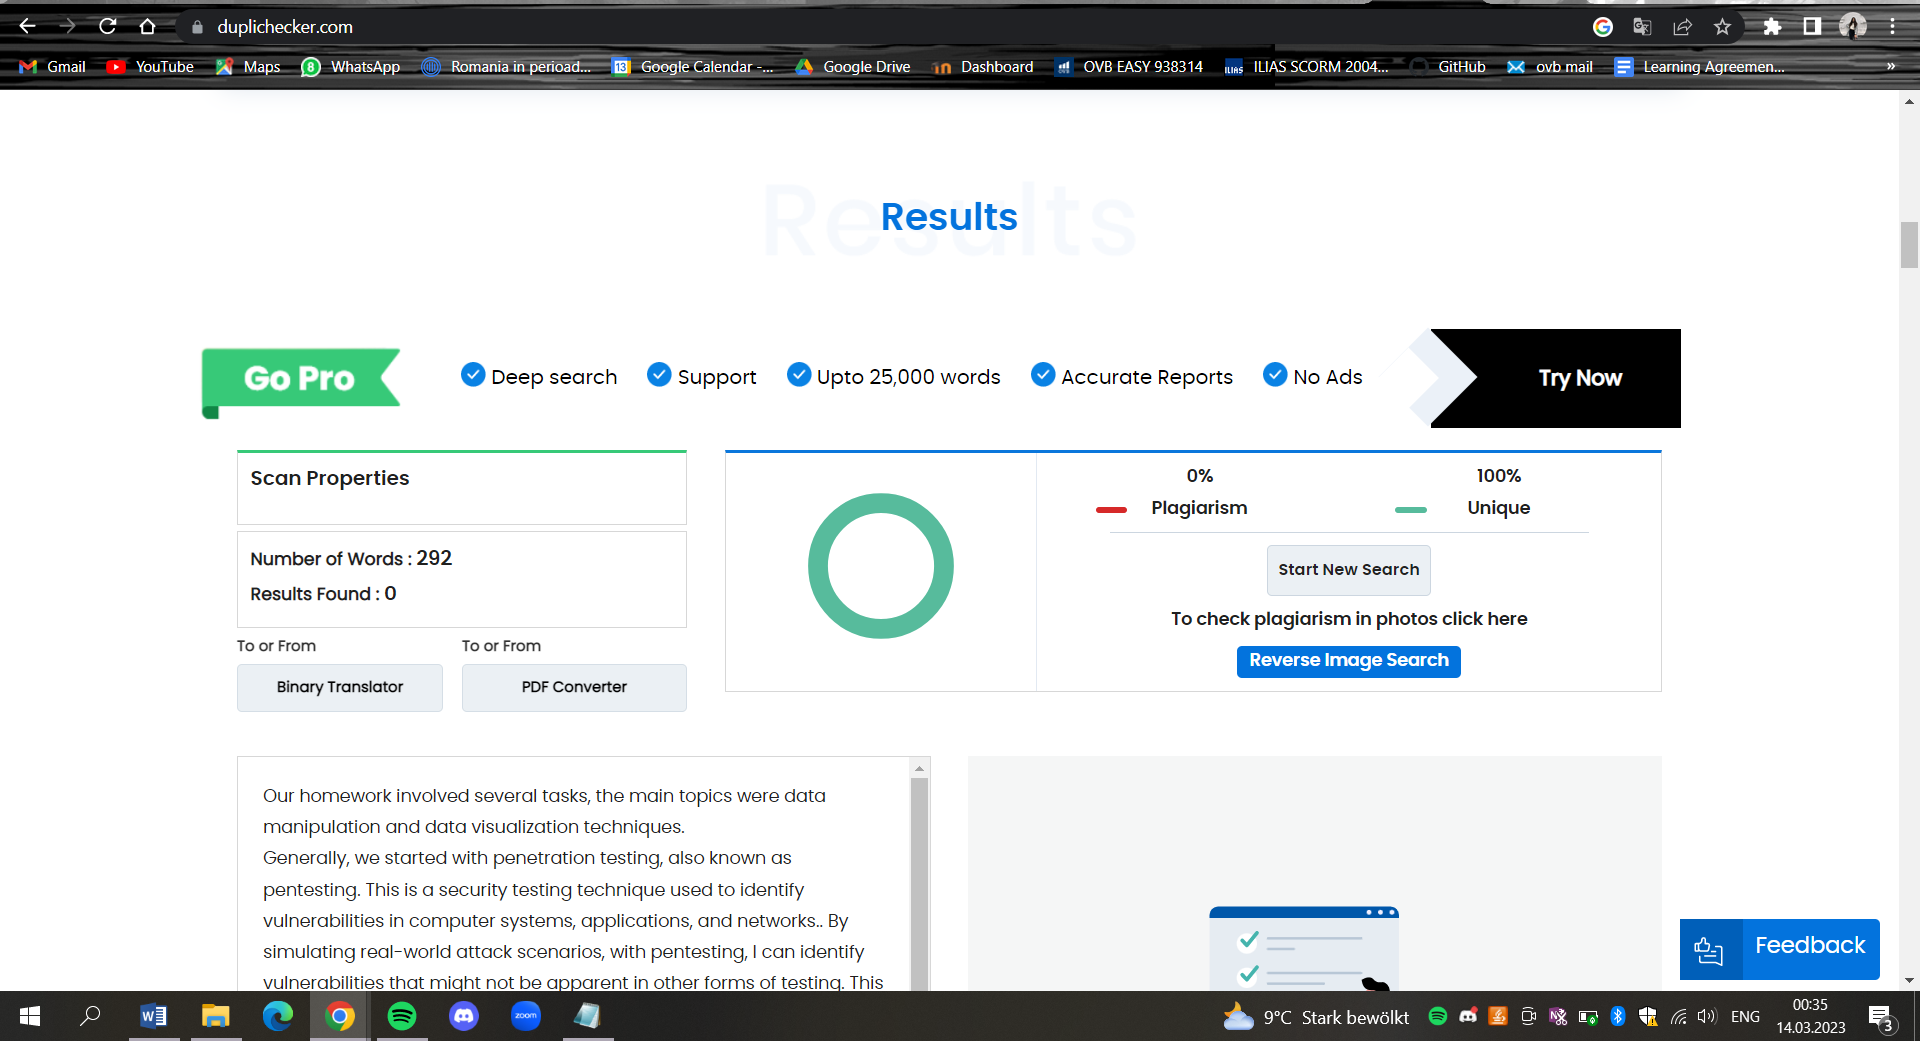 duplichecker.com
Gmail YouTube Maps WhatsApp Romania in perioad... Google Calendar -... Google Drive Dashboard OVB EASY 938314 ILIAS SCORM 2004... GitHub ovb mail Learning Agreemen... »
Results
Results
Go Pro Deep search Support Upto 25,000 words Accurate Reports No Ads Try Now
Scan Properties
Number of Words : 292
Results Found : 0
To or From To or From
Binary Translator PDF Converter
0% 100%
Plagiarism Unique
Start New Search
To check plagiarism in photos click here
Reverse Image Search
Our homework involved several tasks, the main topics were data
manipulation and data visualization techniques.
Generally, we started with penetration testing, also known as
pentesting. This is a security testing technique used to identify
vulnerabilities in computer systems, applications, and networks.. By
simulating real-world attack scenarios, with pentesting, I can identify
vulnerabilities that might not be apparent in other forms of testing. This
Feedback
zoom
9°C Stark bewölkt ENG
00:35
14.03.2023
3